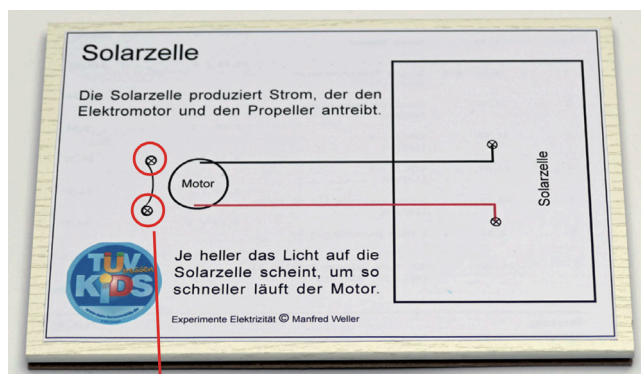 Solarzelle
Die Solarzelle produziert Strom, der den
Elektromotor und den Propeller antreibt.
Motor
Solarzelle
TÜV
HESSEN
KiDS
Je heller das Licht auf die
Solarzelle scheint, um so
schneller läuft der Motor.
Experimente Elektrizität © Manfred Weller